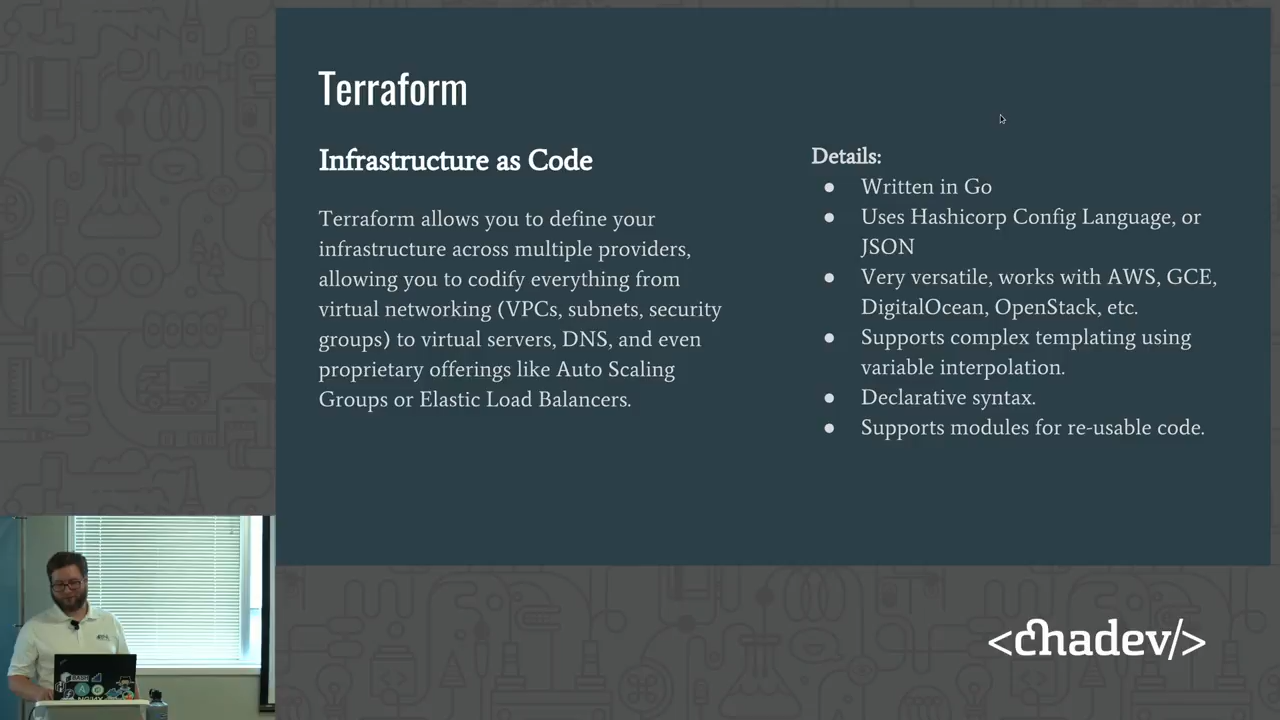 Terraform
Infrastructure as Code
Terraform allows you to define your
infrastructure across multiple providers,
allowing you to codify everything from
virtual networking (VPCs, subnets, security
groups) to virtual servers, DNS, and even
proprietary offerings like Auto Scaling
Groups or Elastic Load Balancers.
Details:
● Written in Go
● Uses Hashicorp Config Language, or
JSON
● Very versatile, works with AWS, GCE,
DigitalOcean, OpenStack, etc.
● Supports complex templating using
variable interpolation.
● Declarative syntax.
● Supports modules for re-usable code.
NGINX
<chadev/>